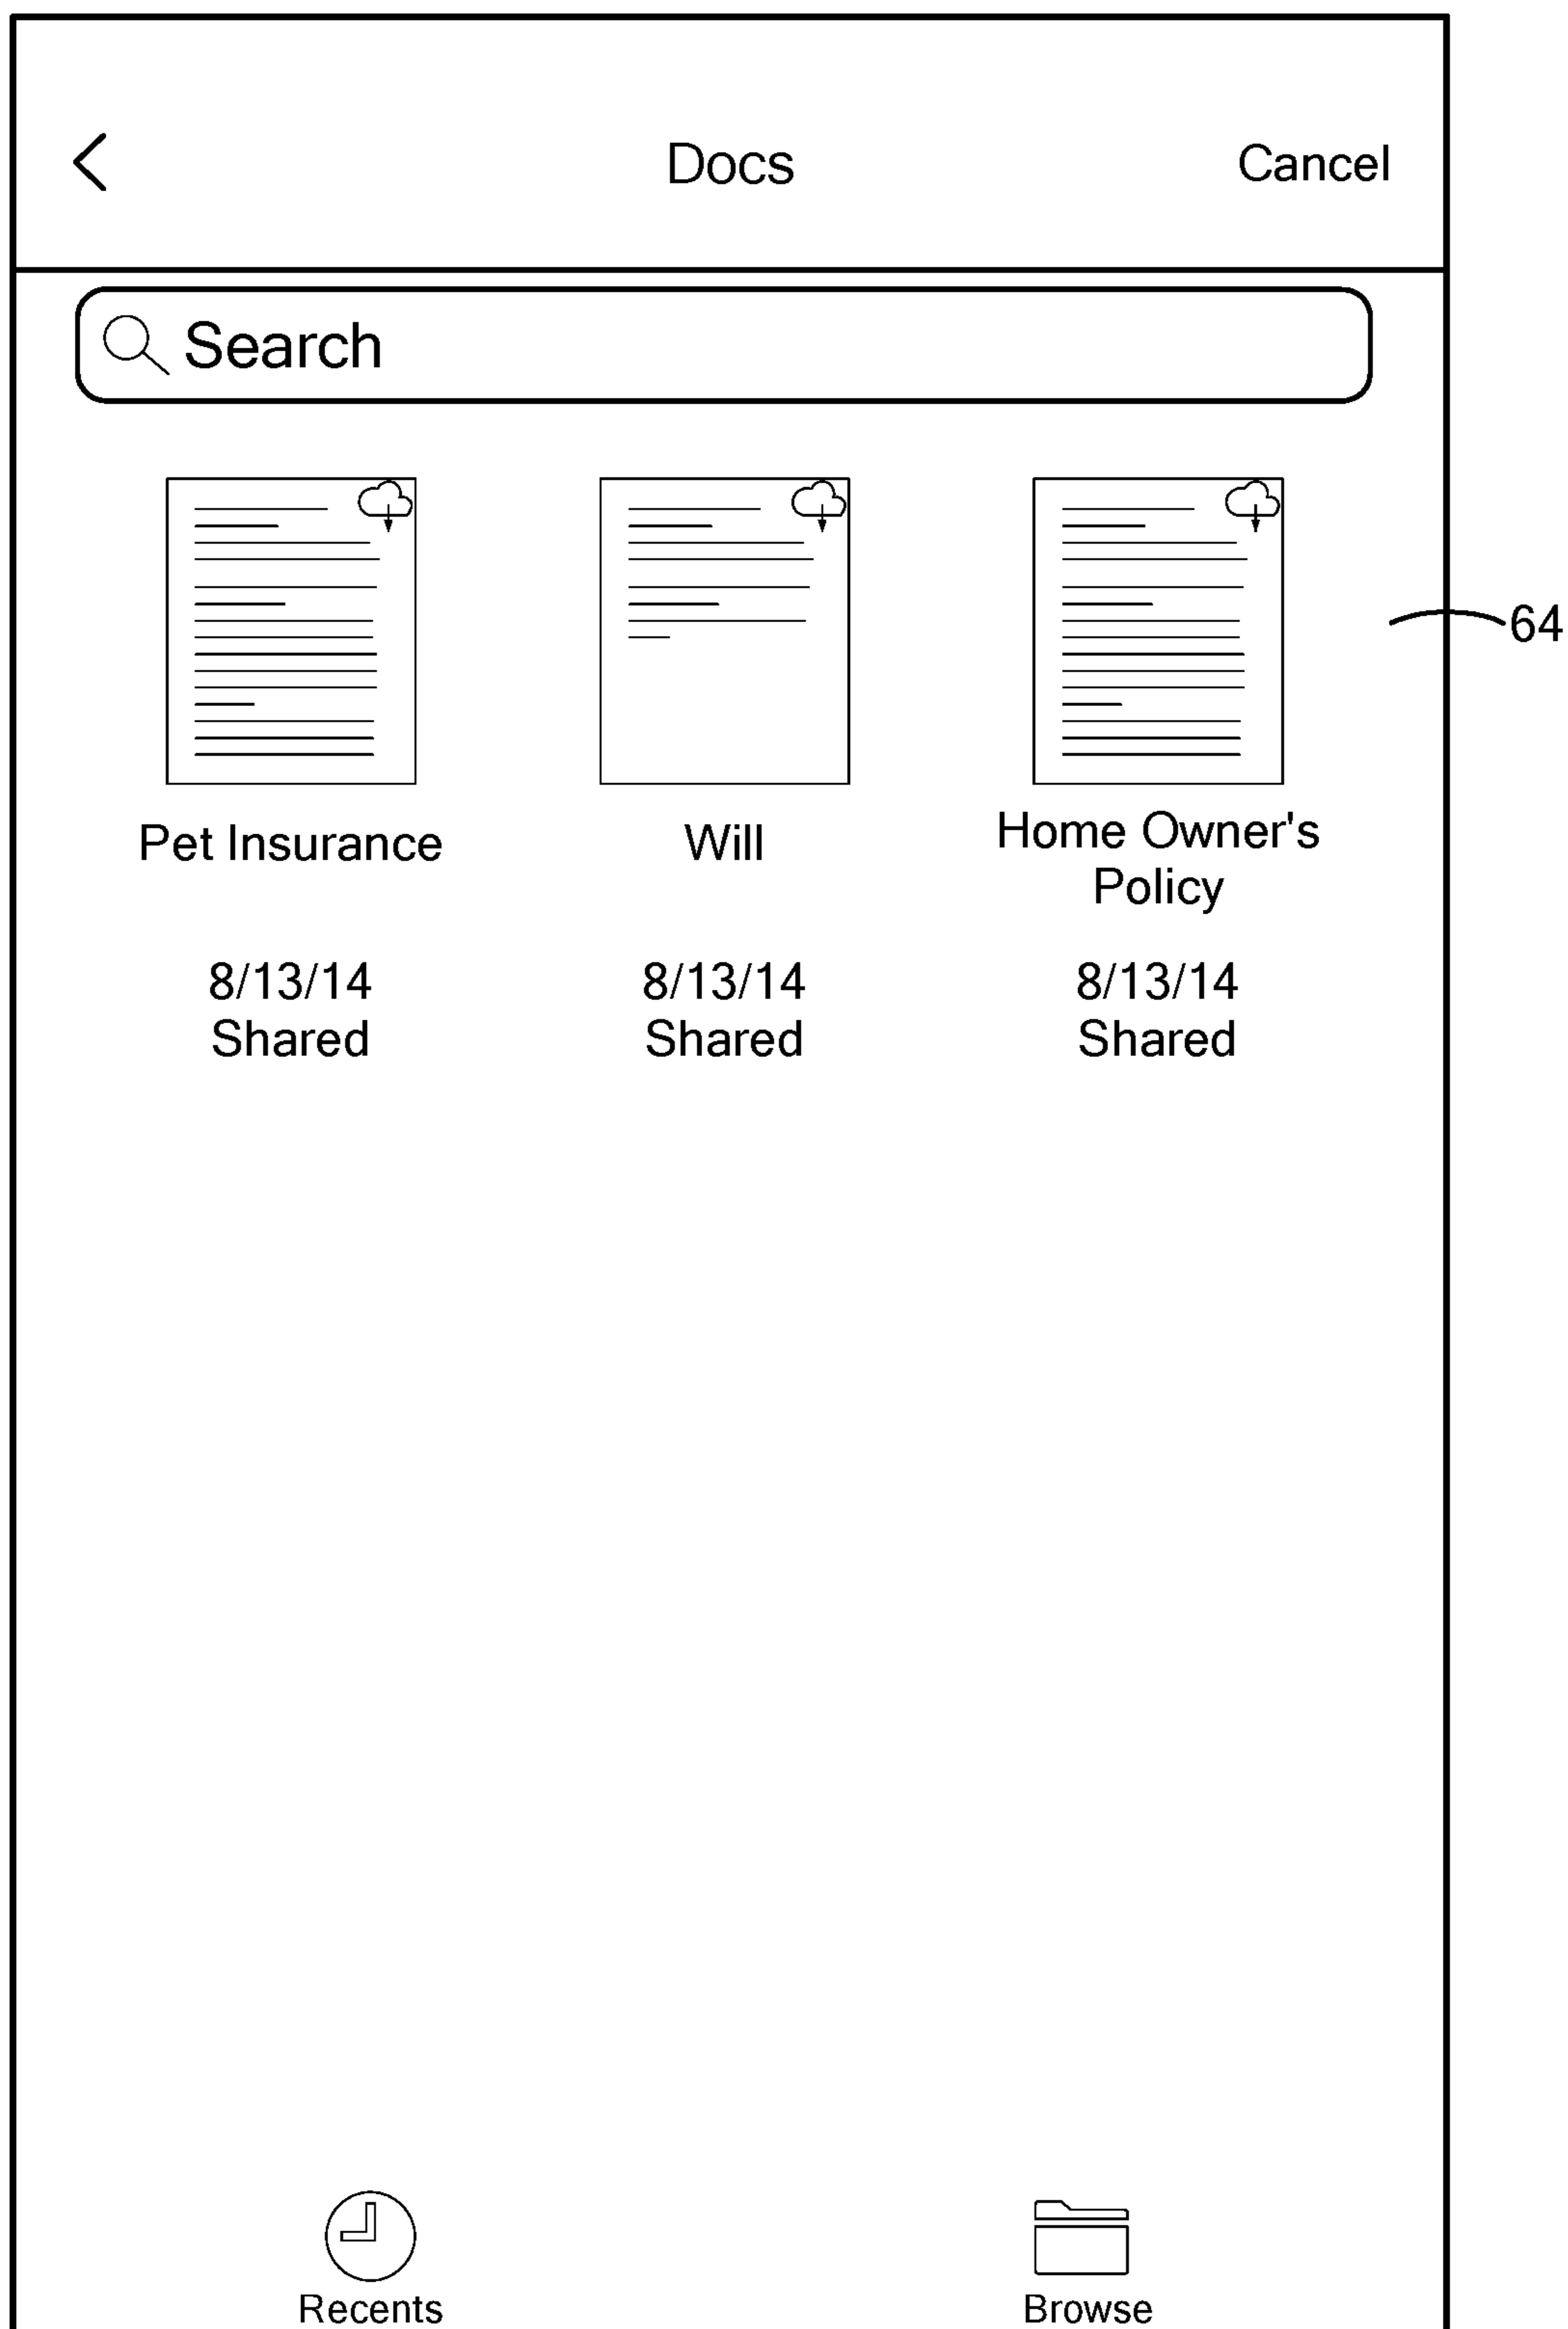 Docs
Cancel
Search
64
Pet Insurance
Will
Home Owner's
Policy
8/13/14
Shared
8/13/14
Shared
8/13/14
Shared
Recents
Browse